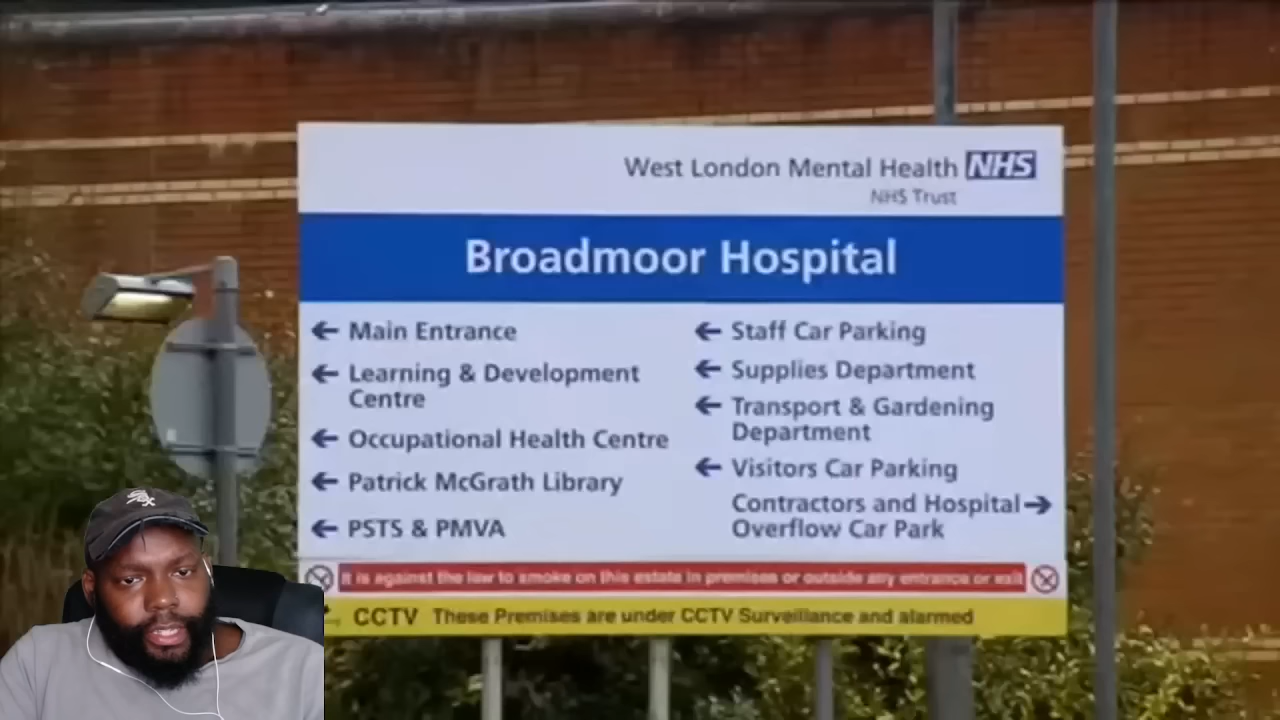 West London Mental Health NHS
NHS Trust
Broadmoor Hospital
← Main Entrance
← Learning & Development
Centre
← Occupational Health Centre
← Patrick McGrath Library
← PSTS & PMVA
← Staff Car Parking
← Supplies Department
← Transport & Gardening
Department
← Visitors Car Parking
Contractors and Hospital →
Overflow Car Park
It is against the law to smoke on this estate in premises or outside any entrance or exit
CCTV These Premises are under CCTV Surveillance and alarmed
SOX